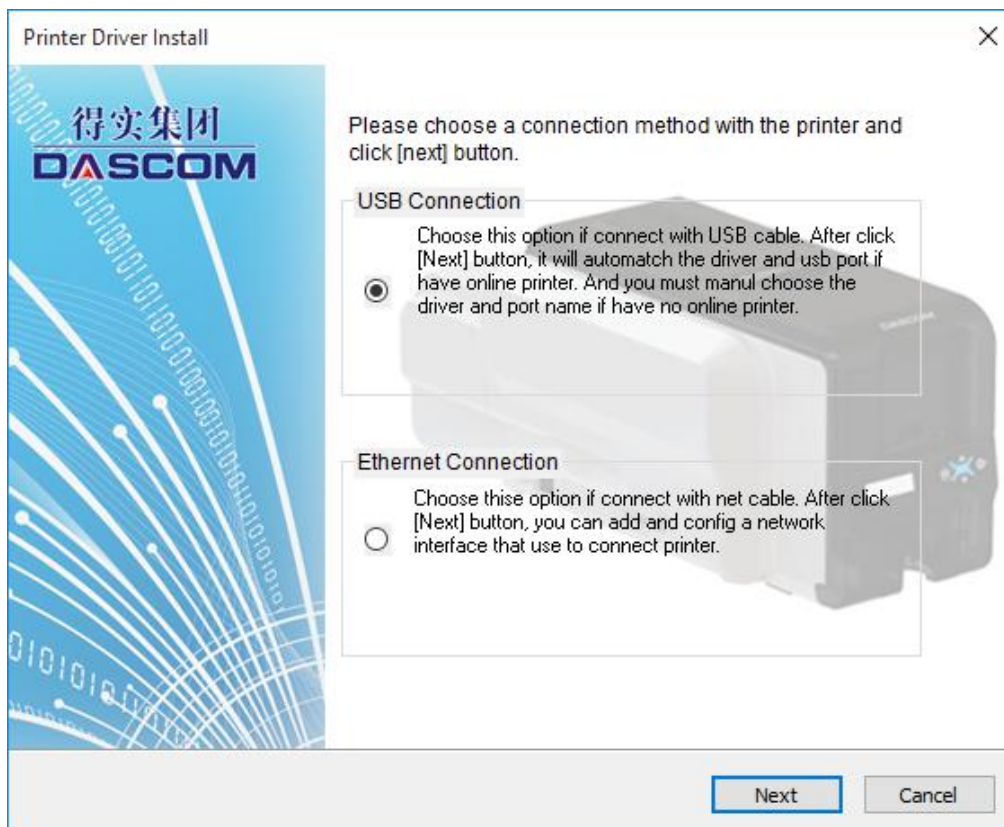 Printer Driver Install
得实集团
DASCOM
Please choose a connection method with the printer and
click [next] button.
USB Connection
Choose this option if connect with USB cable. After click
[Next] button, it will automatch the driver and usb port if
have online printer. And you must manul choose the
driver and port name if have no online printer.
Ethernet Connection
Choose thise option if connect with net cable. After click
[Next] button, you can add and config a network
interface that use to connect printer.
Next
Cancel